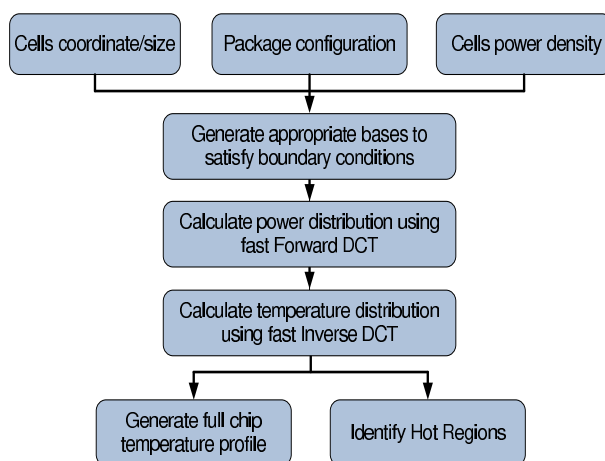 Cells coordinate/size
Package configuration
Cells power density
Generate appropriate bases to
satisfy boundary conditions
Calculate power distribution using
fast Forward DCT
Calculate temperature distribution
using fast Inverse DCT
Generate full chip
temperature profile
Identify Hot Regions